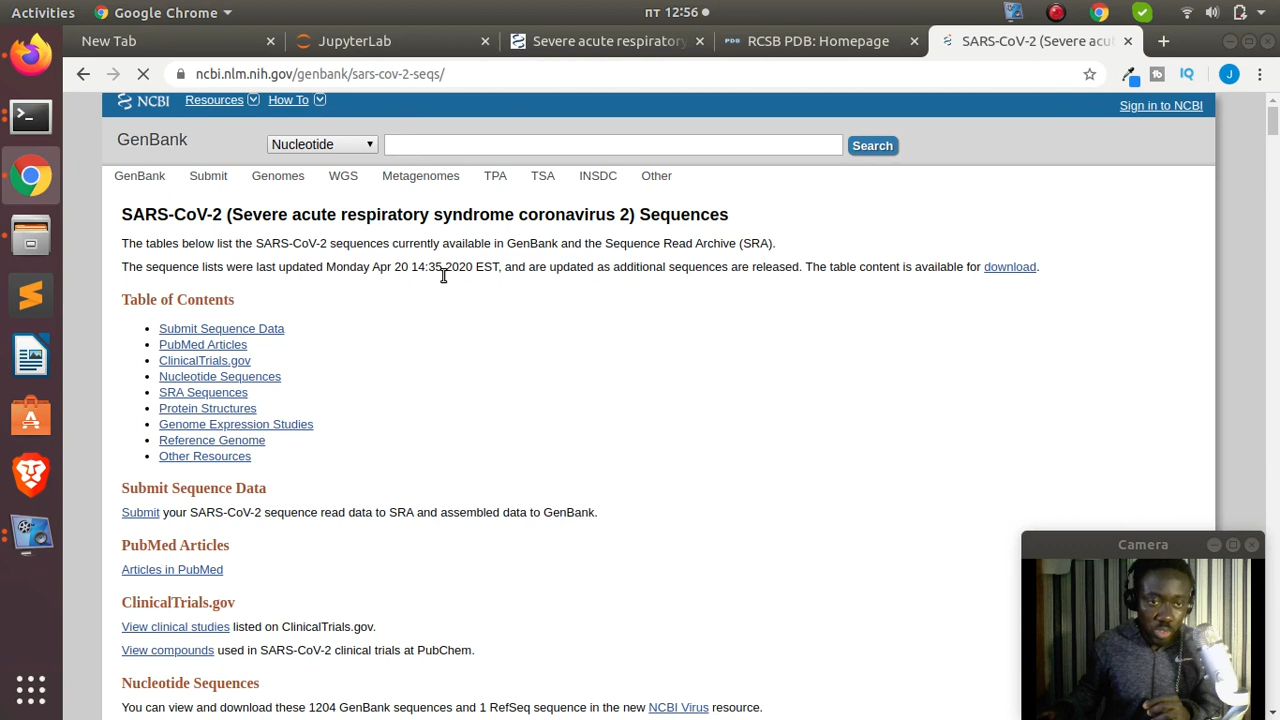 Activities Google Chrome пт 12:56
New Tab JupyterLab Severe acute respiratory RCSB PDB: Homepage SARS-CoV-2 (Severe acu
ncbi.nlm.nih.gov/genbank/sars-cov-2-seqs/
NCBI Resources How To Sign in to NCBI
GenBank Nucleotide Search
GenBank Submit Genomes WGS Metagenomes TPA TSA INSDC Other
SARS-CoV-2 (Severe acute respiratory syndrome coronavirus 2) Sequences
The tables below list the SARS-CoV-2 sequences currently available in GenBank and the Sequence Read Archive (SRA).
The sequence lists were last updated Monday Apr 20 14:35 2020 EST, and are updated as additional sequences are released. The table content is available for download.
Table of Contents
• Submit Sequence Data
• PubMed Articles
• ClinicalTrials.gov
• Nucleotide Sequences
• SRA Sequences
• Protein Structures
• Genome Expression Studies
• Reference Genome
• Other Resources
Submit Sequence Data
Submit your SARS-CoV-2 sequence read data to SRA and assembled data to GenBank.
PubMed Articles
Articles in PubMed
ClinicalTrials.gov
View clinical studies listed on ClinicalTrials.gov.
View compounds used in SARS-CoV-2 clinical trials at PubChem.
Nucleotide Sequences
You can view and download these 1204 GenBank sequences and 1 RefSeq sequence in the new NCBI Virus resource.
Camera